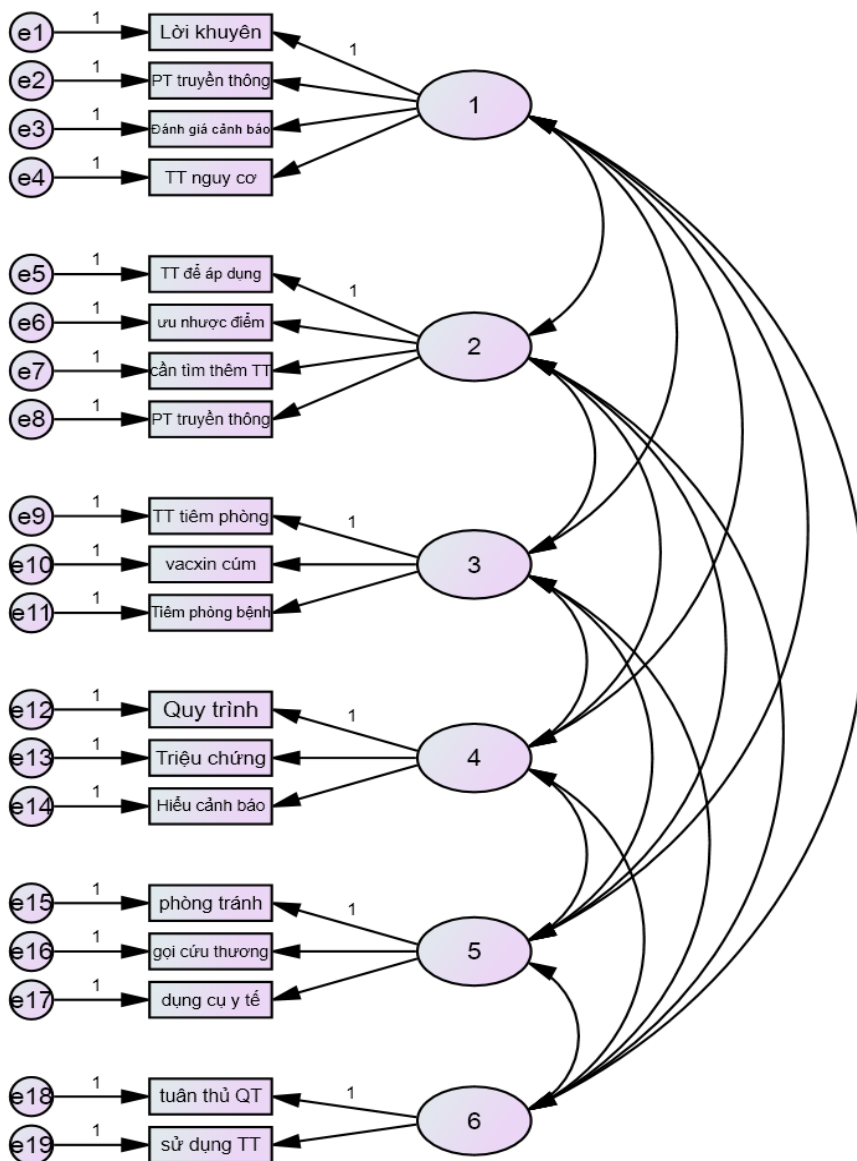 e1 1 Lời khuyên 1
e2 1 PT truyền thông
1
e3 1 Đánh giá cảnh báo
e4 1 TT nguy cơ
e5 1 TT để áp dụng 1
e6 1 ưu nhược điểm
2
e7 1 cần tìm thêm TT
e8 1 PT truyền thông
e9 1 TT tiêm phòng 1
e10 1 vacxin cúm 3
e11 1 Tiêm phòng bệnh
e12 1 Quy trình 1
e13 1 Triệu chứng 4
e14 1 Hiểu cảnh báo
e15 1 phòng tránh 1
e16 1 gọi cứu thương 5
e17 1 dụng cụ y tế
e18 1 tuân thủ QT 1
6
e19 1 sử dụng TT